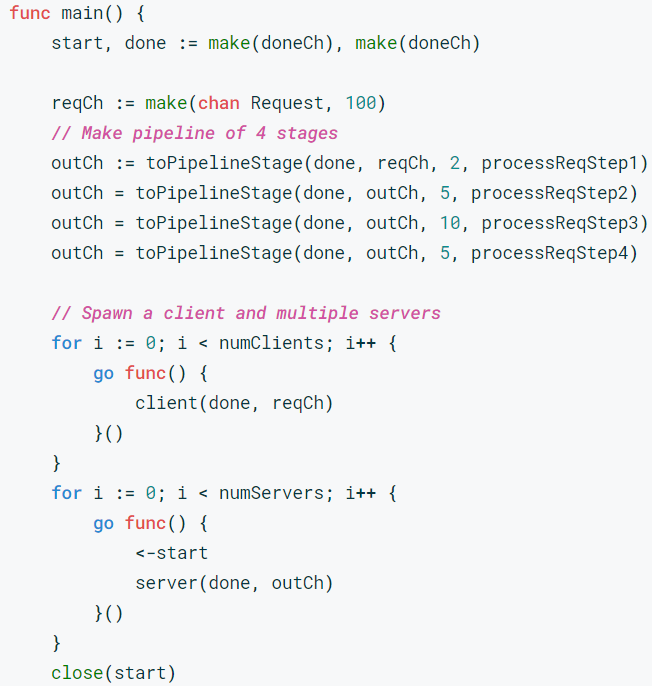 func main() {
    start, done := make(doneCh), make(doneCh)

    reqCh := make(chan Request, 100)
    // Make pipeline of 4 stages
    outCh := toPipelineStage(done, reqCh, 2, processReqStep1)
    outCh = toPipelineStage(done, outCh, 5, processReqStep2)
    outCh = toPipelineStage(done, outCh, 10, processReqStep3)
    outCh = toPipelineStage(done, outCh, 5, processReqStep4)

    // Spawn a client and multiple servers
    for i := 0; i < numClients; i++ {
        go func() {
            client(done, reqCh)
        }()
    }
    for i := 0; i < numServers; i++ {
        go func() {
            <-start
            server(done, outCh)
        }()
    }
    close(start)